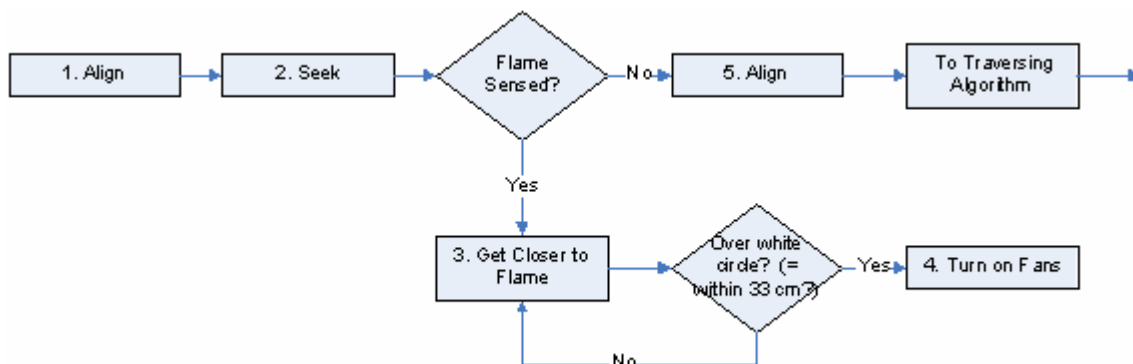 1. Align
2. Seek
Flame
Sensed?
No
5. Align
To Traversing
Algorithm
Yes
3. Get Closer to
Flame
Over white
circle? (=
within 33 cm?)
Yes
4. Turn on Fans
No